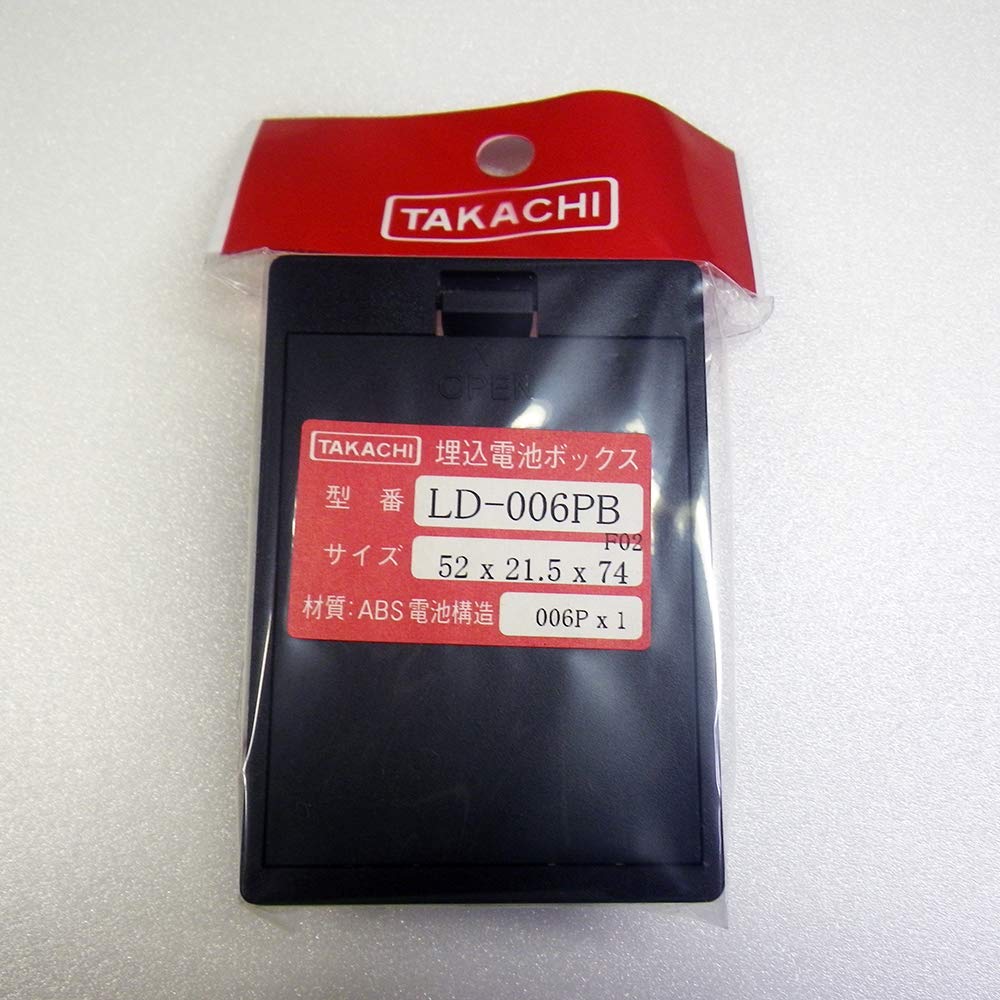 TAKACHI
OPEN
TAKACHI 埋込電池ボックス
型番 LD-006PB
F02
サイズ 52 x 21.5 x 74
材質:ABS 電池構造 006P x 1